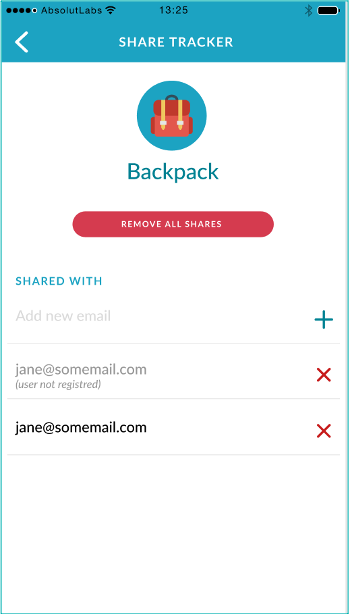 AbsolutLabs 13:25
SHARE TRACKER
Backpack
REMOVE ALL SHARES
SHARED WITH
Add new email
jane@somemail.com
(user not registred)
jane@somemail.com